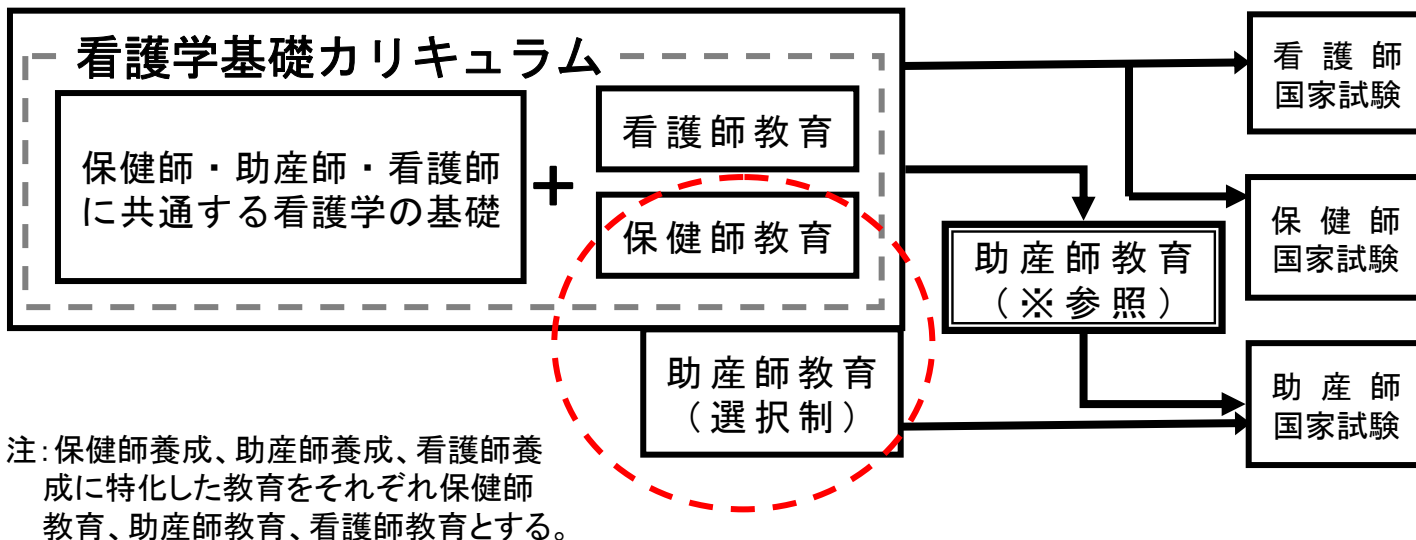 看護学基礎カリキュラム
保健師・助産師・看護師
に共通する看護学の基礎
+
看護師教育
保健師教育
助産師教育
(選択制)
助産師教育
(※参照)
看護師
国家試験
保健師
国家試験
助産師
国家試験
注:保健師養成、助産師養成、看護師養
成に特化した教育をそれぞれ保健師
教育、助産師教育、看護師教育とする。